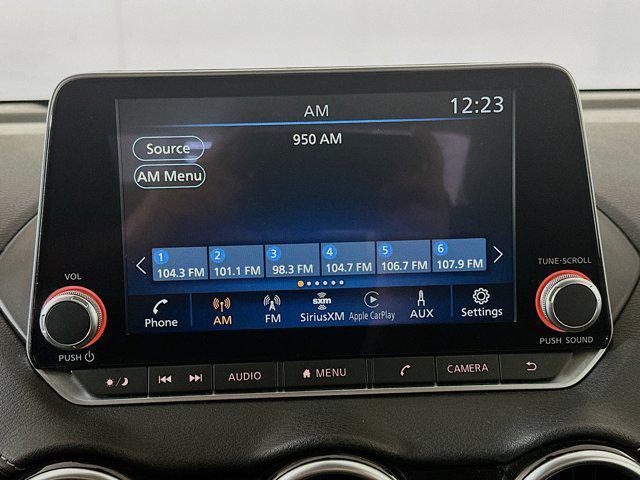 AM
12:23
950 AM
Source
AM Menu
1 2 3 4 5 6
104.3 FM 101.1 FM 98.3 FM 104.7 FM 106.7 FM 107.9 FM
Phone AM FM SiriusXM Apple CarPlay AUX Settings
sxm
VOL
PUSH
TUNE·SCROLL
PUSH SOUND
AUDIO MENU CAMERA